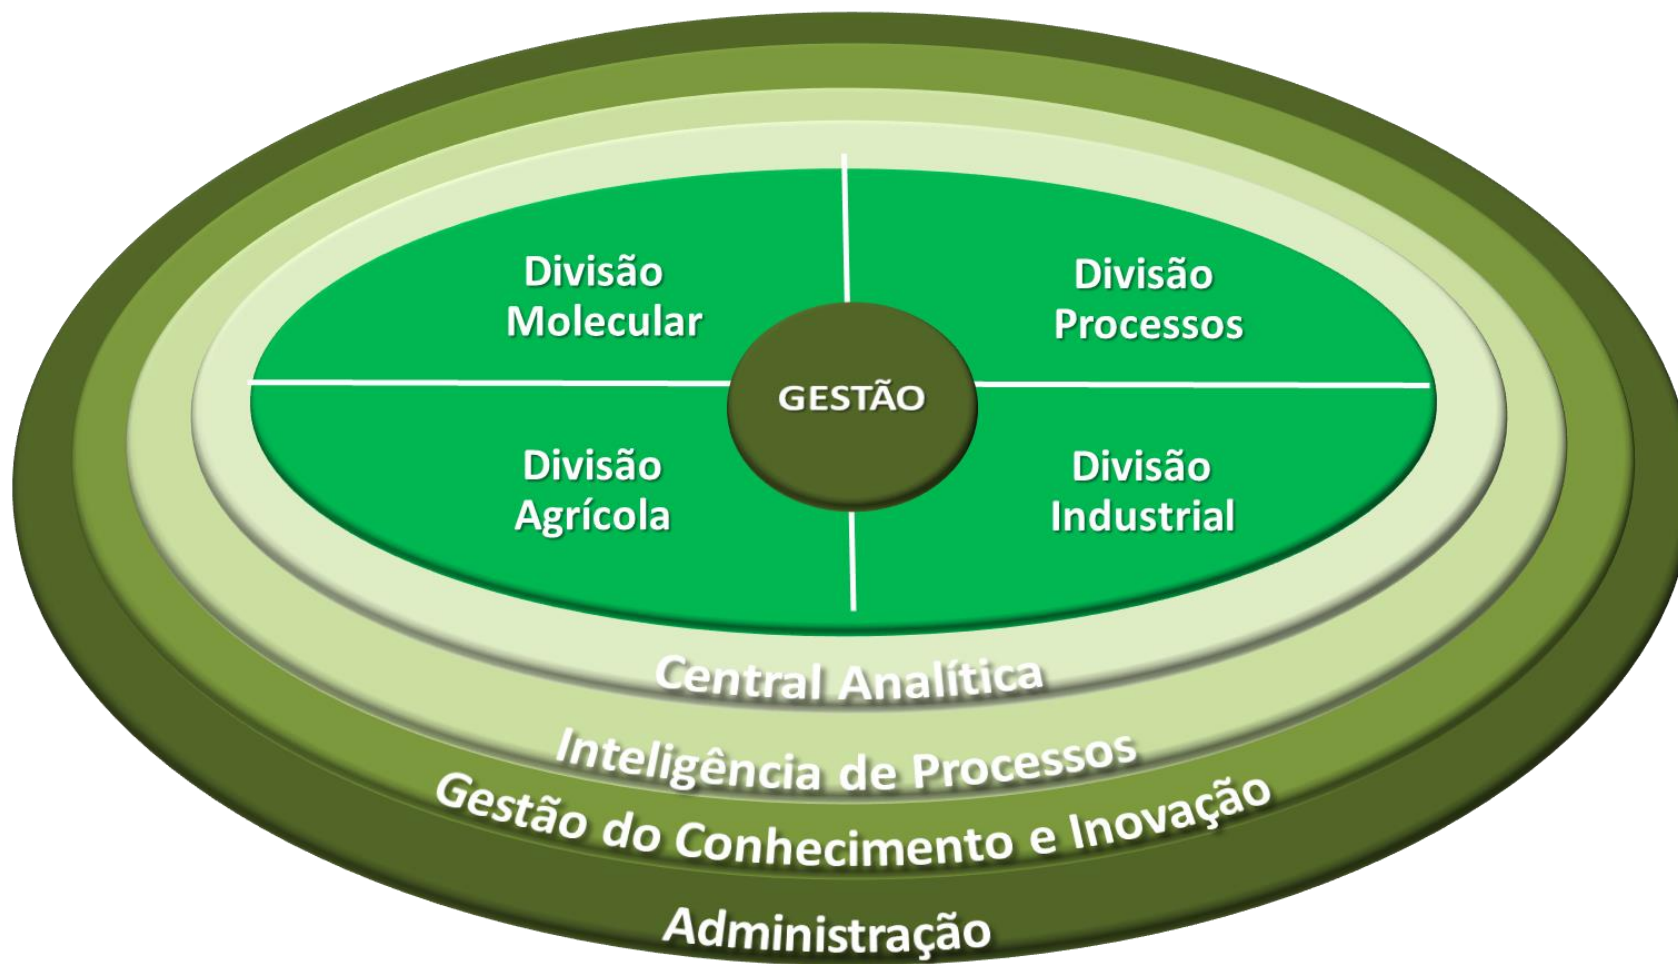 Divisão
Molecular
Divisão
Processos
GESTÃO
Divisão
Agrícola
Divisão
Industrial
Central Analítica
Inteligência de Processos
Gestão do Conhecimento e Inovação
Administração